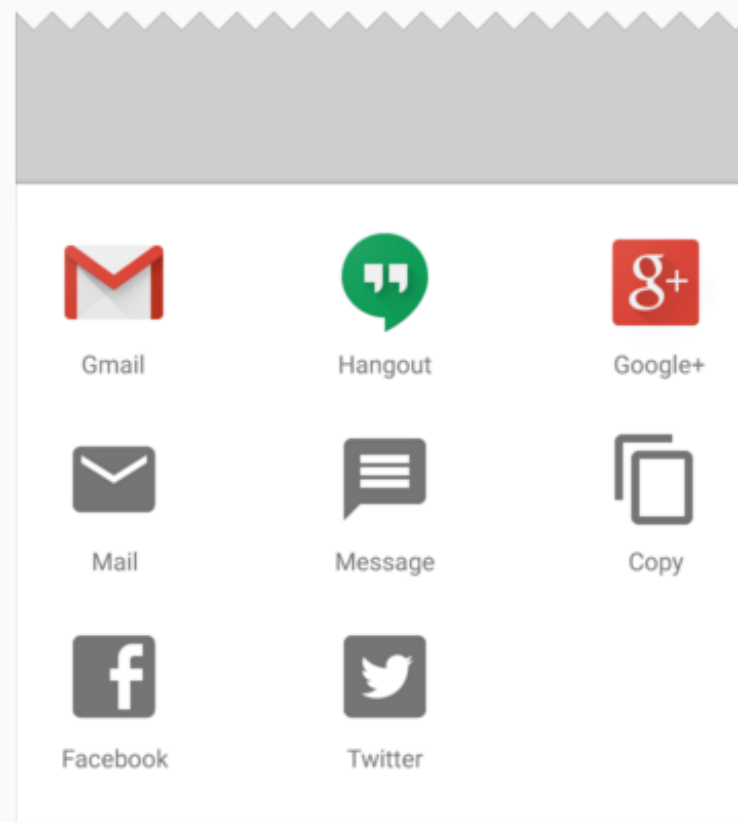 g+
Gmail Hangout Google+
Mail Message Copy
f
Facebook Twitter